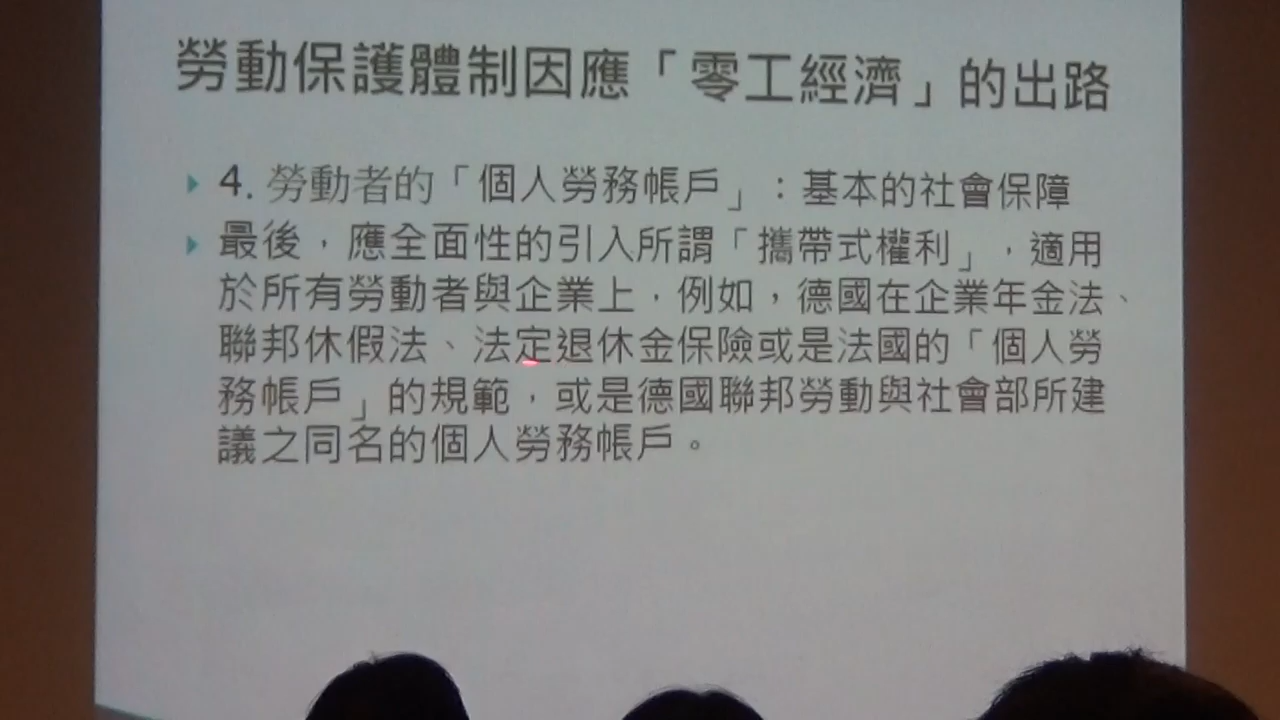 勞動保護體制因應「零工經濟」的出路
4. 勞動者的「個人勞務帳戶」：基本的社會保障
最後，應全面性的引入所謂「攜帶式權利」，適用
於所有勞動者與企業上，例如，德國在企業年金法、
聯邦休假法、法定退休金保險或是法國的「個人勞
務帳戶」的規範，或是德國聯邦勞動與社會部所建
議之同名的個人勞務帳戶。